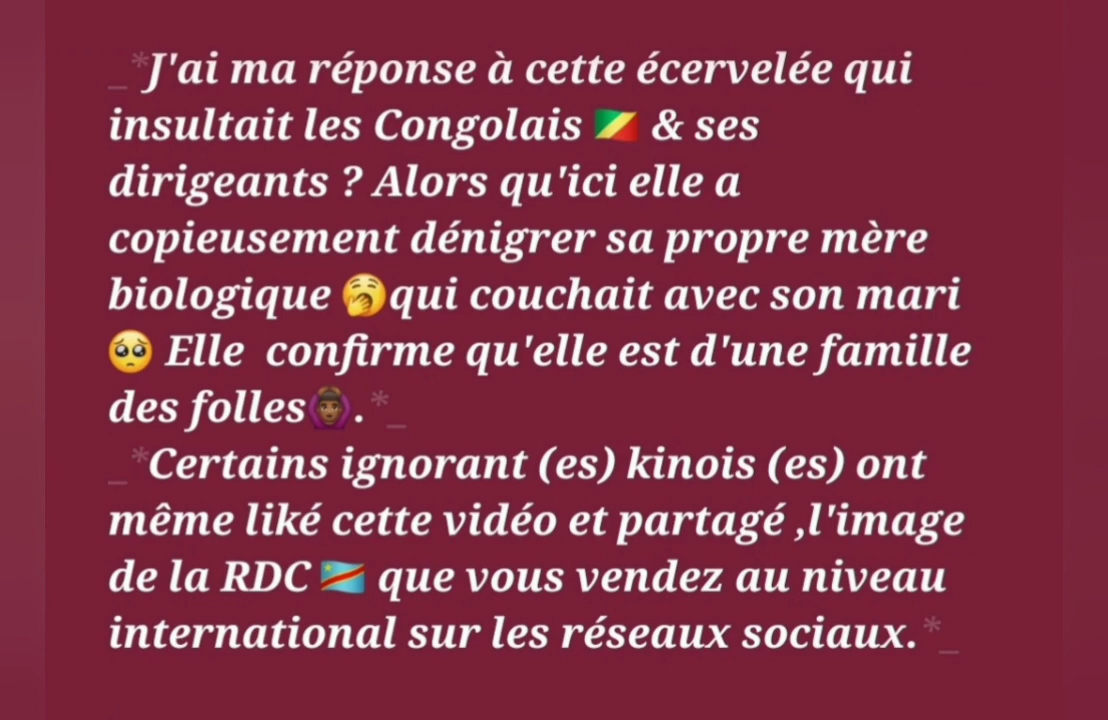 _*J'ai ma réponse à cette écervelée qui
insultait les Congolais 🇨🇬 & ses
dirigeants ? Alors qu'ici elle a
copieusement dénigrer sa propre mère
biologique 🥱qui couchait avec son mari
🥺 Elle  confirme qu'elle est d'une famille
des folles🙆🏾‍♀️.*_
_*Certains ignorant (es) kinois (es) ont
même liké cette vidéo et partagé ,l'image
de la RDC 🇨🇩 que vous vendez au niveau
international sur les réseaux sociaux.*_